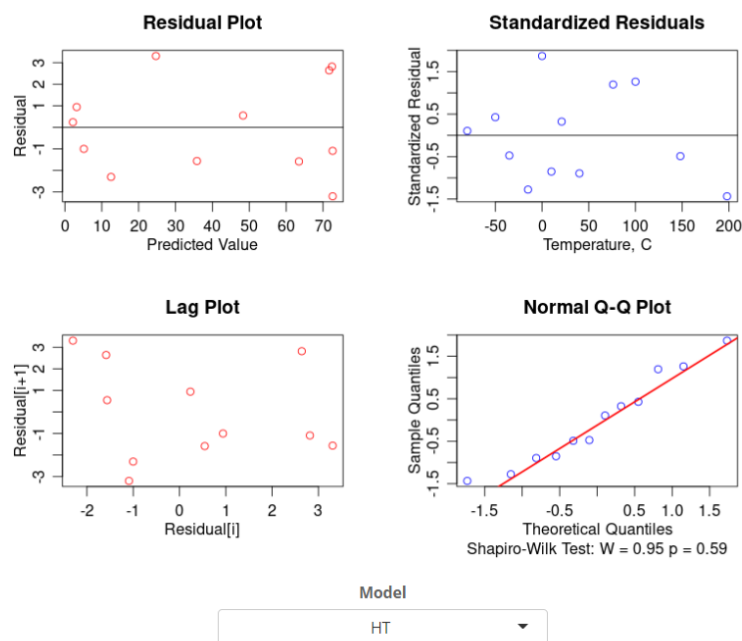 Residual Plot
Residual
3
1
-1
-3
0 10 20 30 40 50 60 70
Predicted Value
Standardized Residuals
Standardized Residual
1.5
0.5
-0.5
-1.5
-50 0 50 100 150 200
Temperature, C
Lag Plot
Residual[i+1]
3
1
-1
-3
-2 -1 0 1 2 3
Residual[i]
Normal Q-Q Plot
Sample Quantiles
1.5
0.5
-0.5
-1.5
-1.5 -0.5 0.5 1.0 1.5
Theoretical Quantiles
Shapiro-Wilk Test: W = 0.95 p = 0.59
Model
HT